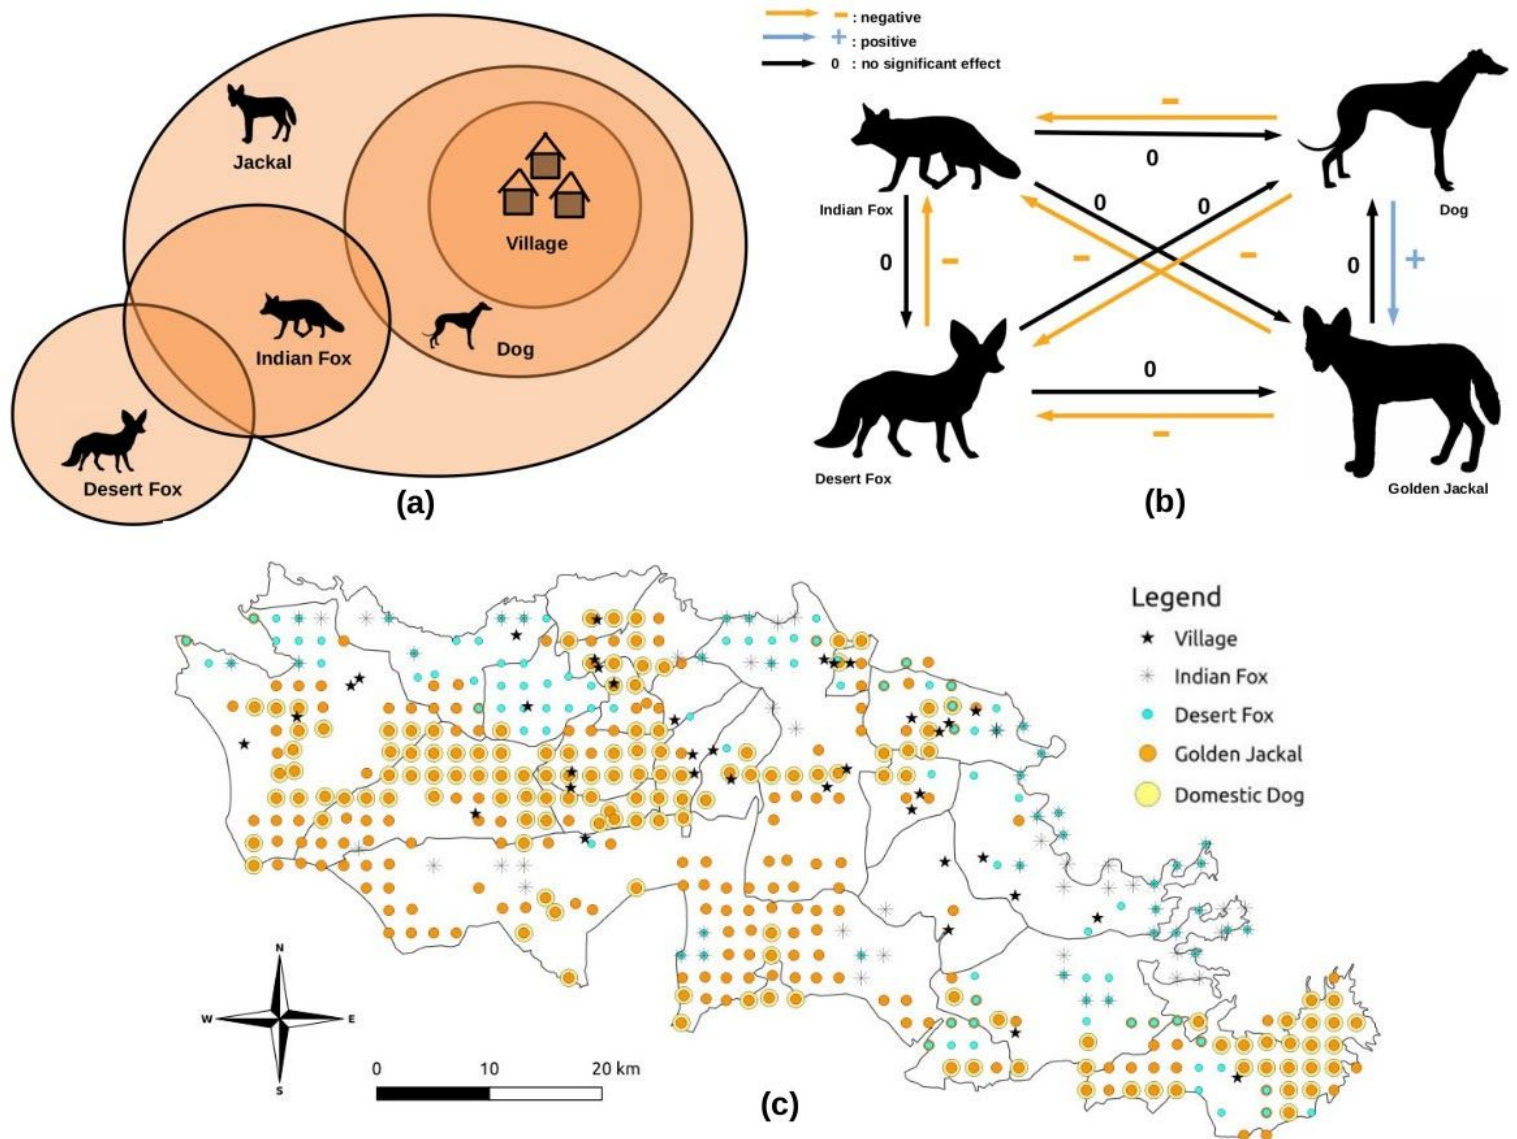 Jackal
Village
Indian Fox
Dog
Desert Fox
(a)
- : negative
+ : positive
0 : no significant effect
-
0
Indian Fox
Dog
0
0
0
-
-
-
0
+
0
-
Desert Fox
Golden Jackal
(b)
Legend
Village
Indian Fox
Desert Fox
Golden Jackal
Domestic Dog
N
W
E
S
0 10 20 km
(c)